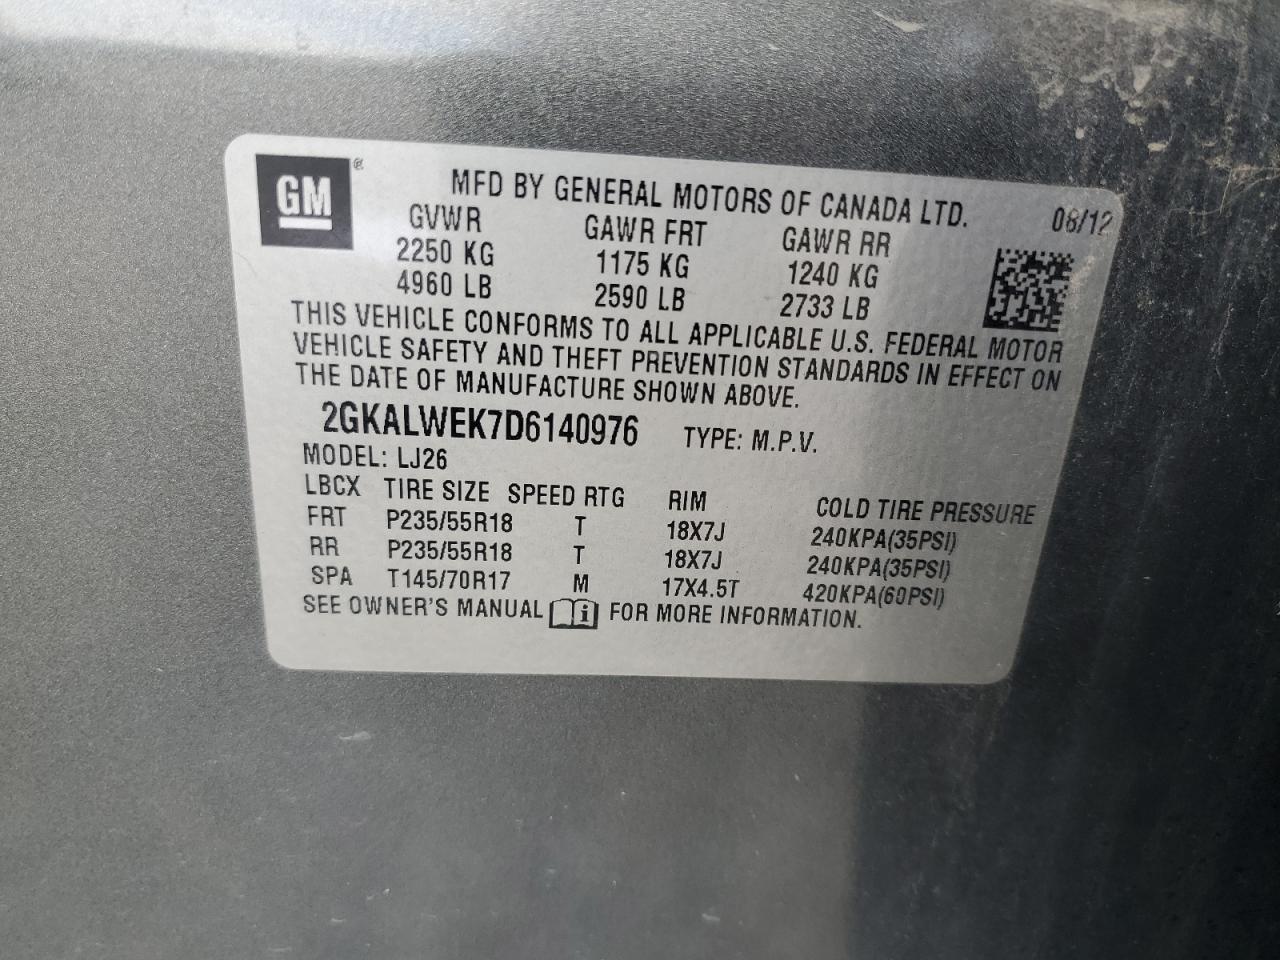 GM ®
MFD BY GENERAL MOTORS OF CANADA LTD. 08/12
GVWR GAWR FRT GAWR RR
2250 KG 1175 KG 1240 KG
4960 LB 2590 LB 2733 LB
THIS VEHICLE CONFORMS TO ALL APPLICABLE U.S. FEDERAL MOTOR
VEHICLE SAFETY AND THEFT PREVENTION STANDARDS IN EFFECT ON
THE DATE OF MANUFACTURE SHOWN ABOVE.
2GKALWEK7D6140976 TYPE: M.P.V.
MODEL: LJ26
LBCX TIRE SIZE SPEED RTG RIM COLD TIRE PRESSURE
FRT P235/55R18 T 18X7J 240KPA(35PSI)
RR P235/55R18 T 18X7J 240KPA(35PSI)
SPA T145/70R17 M 17X4.5T 420KPA(60PSI)
SEE OWNER'S MANUAL i FOR MORE INFORMATION.